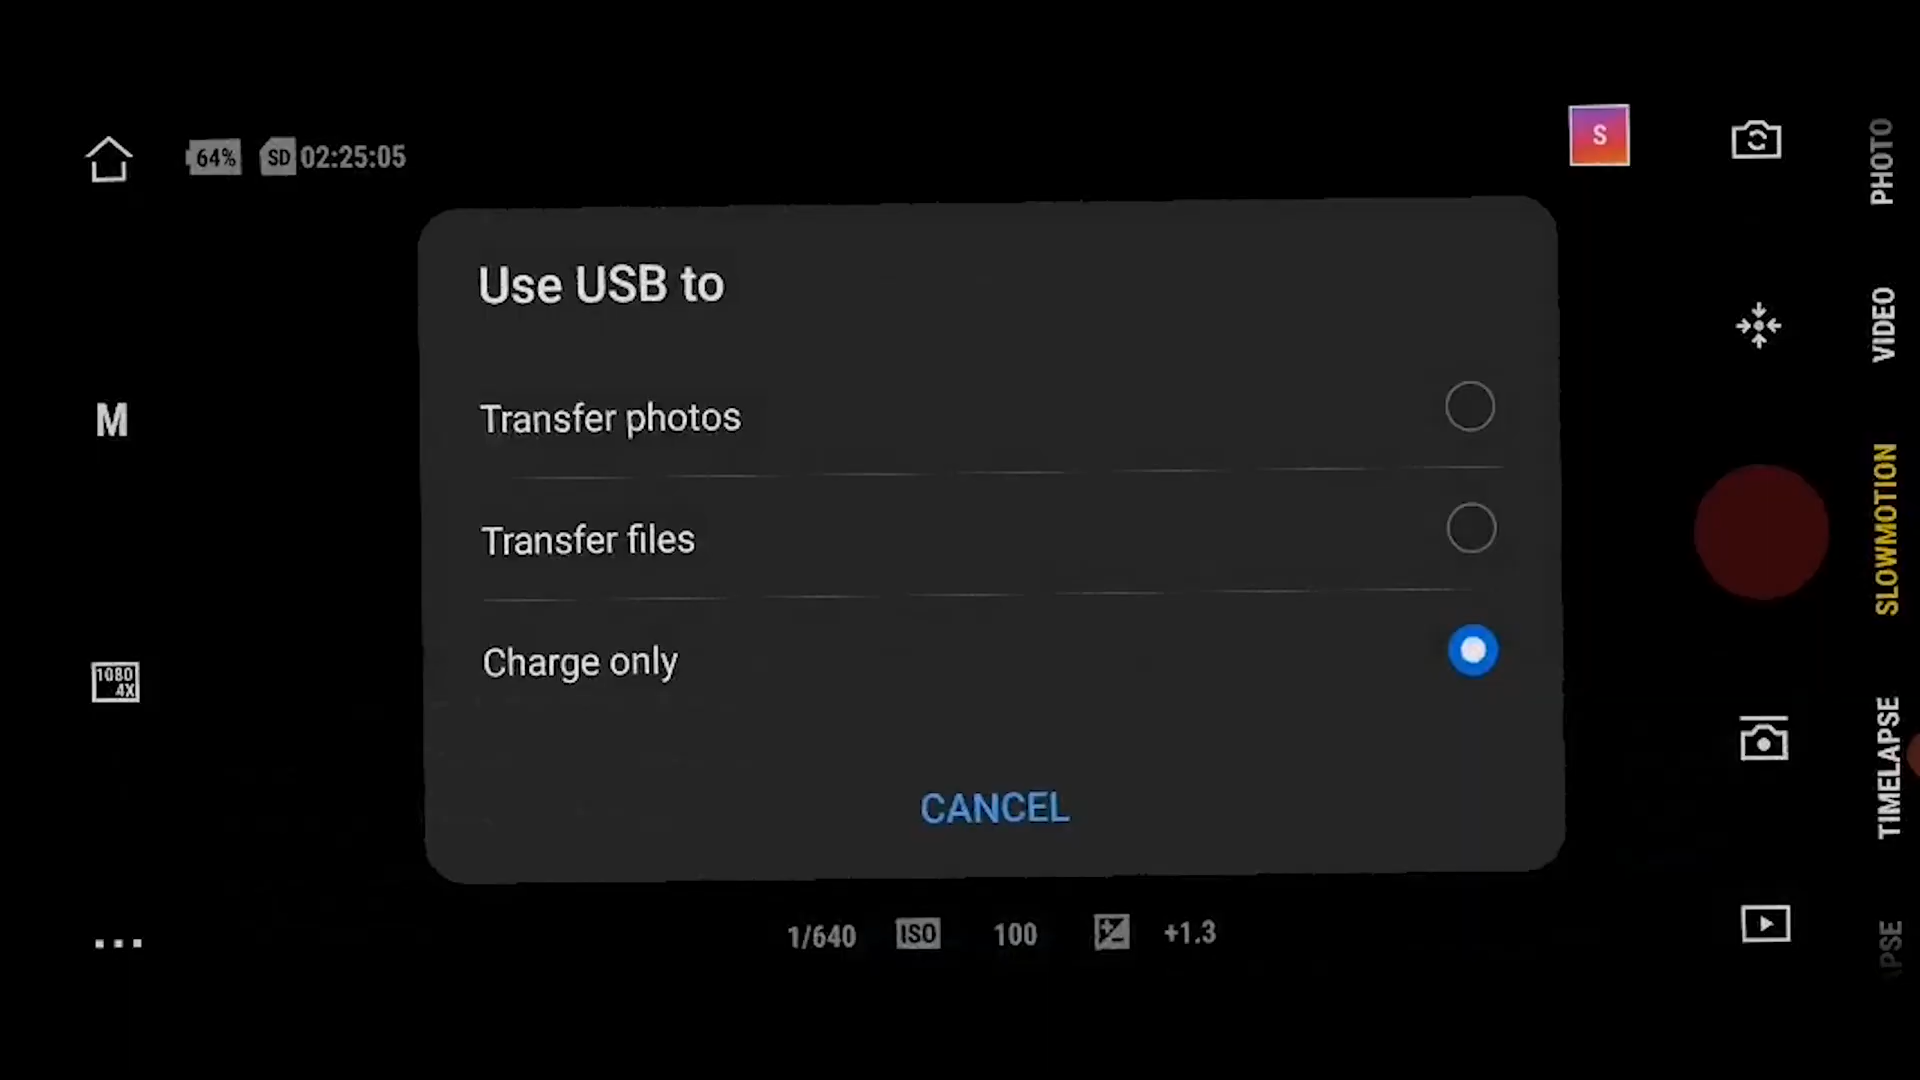 64% SD 02:25:05
S
PHOTO
Use USB to
VIDEO
Transfer photos
M
SLOWMOTION
Transfer files
Charge only
1080
4X
TIMELAPSE
CANCEL
1/640 ISO 100 +1.3
PSE